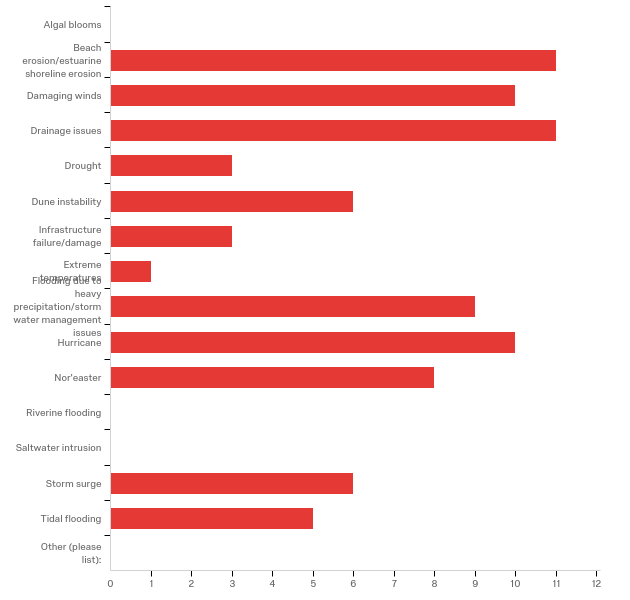 Algal blooms
Beach
erosion/estuarine
shoreline erosion
Damaging winds
Drainage issues
Drought
Dune instability
Infrastructure
failure/damage
Extreme
temperatures
Flooding due to
heavy
precipitation/storm
water management
issues
Hurricane
Nor'easter
Riverine flooding
Saltwater intrusion
Storm surge
Tidal flooding
Other (please
list):
0 1 2 3 4 5 6 7 8 9 10 11 12